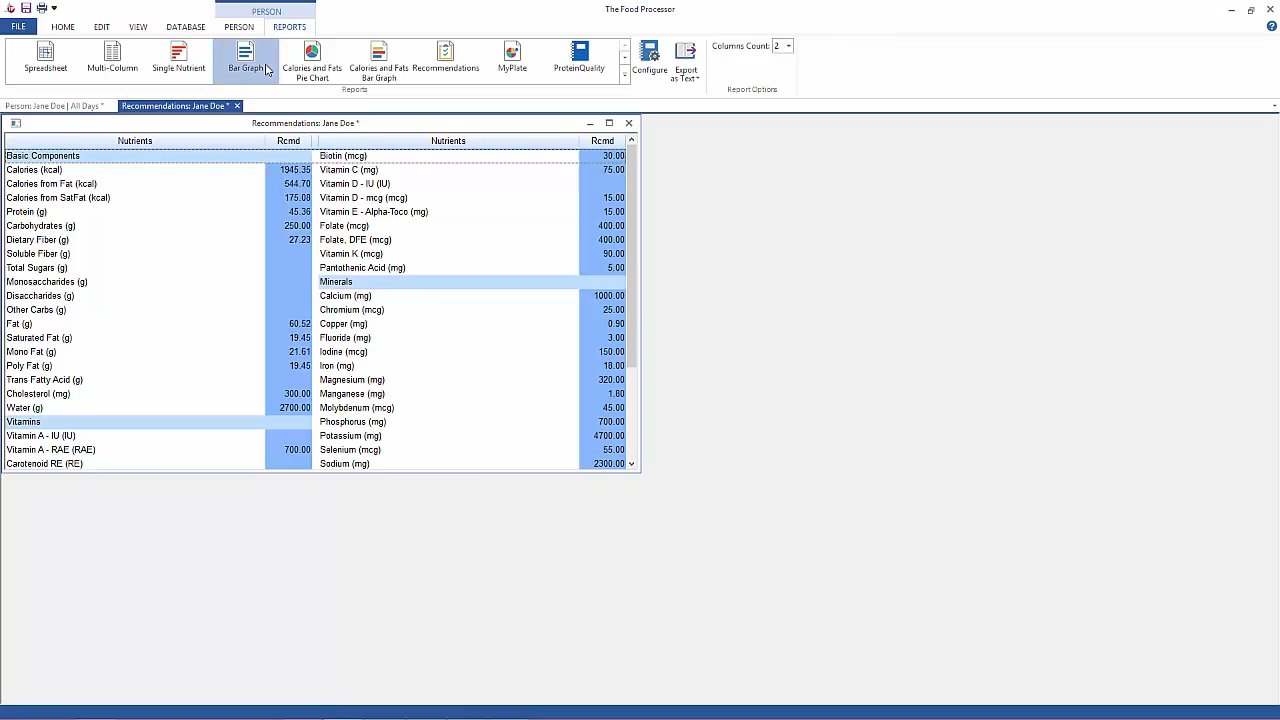 PERSON
The Food Processor
FILE HOME EDIT VIEW DATABASE PERSON REPORTS
Spreadsheet Multi-Column Single Nutrient Bar Graph Calories and Fats Pie Chart Calories and Fats Bar Graph Recommendations MyPlate ProteinQuality Configure Export as Text Columns Count: 2
Reports Report Options
Person: Jane Doe | All Days * Recommendations: Jane Doe *
Recommendations: Jane Doe *
Nutrients Rcmd Nutrients Rcmd
Basic Components Biotin (mcg) 30.00
Calories (kcal) 1945.35 Vitamin C (mg) 75.00
Calories from Fat (kcal) 544.70 Vitamin D - IU (IU)
Calories from SatFat (kcal) 175.08 Vitamin D - mcg (mcg) 15.00
Protein (g) 45.36 Vitamin E - Alpha-Toco (mg) 15.00
Carbohydrates (g) 250.00 Folate (mcg) 400.00
Dietary Fiber (g) 27.23 Folate, DFE (mcg) 400.00
Soluble Fiber (g) Vitamin K (mcg) 90.00
Total Sugars (g) Pantothenic Acid (mg) 5.00
Monosaccharides (g) Minerals
Disaccharides (g) Calcium (mg) 1000.00
Other Carbs (g) Chromium (mcg) 25.00
Fat (g) 60.52 Copper (mg) 0.90
Saturated Fat (g) 19.45 Fluoride (mg) 3.00
Mono Fat (g) 21.61 Iodine (mcg) 150.00
Poly Fat (g) 19.45 Iron (mg) 18.00
Trans Fatty Acid (g) Magnesium (mg) 320.00
Cholesterol (mg) 300.00 Manganese (mg) 1.80
Water (g) 2700.00 Molybdenum (mcg) 45.00
Vitamins Phosphorus (mg) 700.00
Vitamin A - IU (IU) Potassium (mg) 4700.00
Vitamin A - RAE (RAE) 700.00 Selenium (mcg) 55.00
Carotenoid RE (RE) Sodium (mg) 2300.00